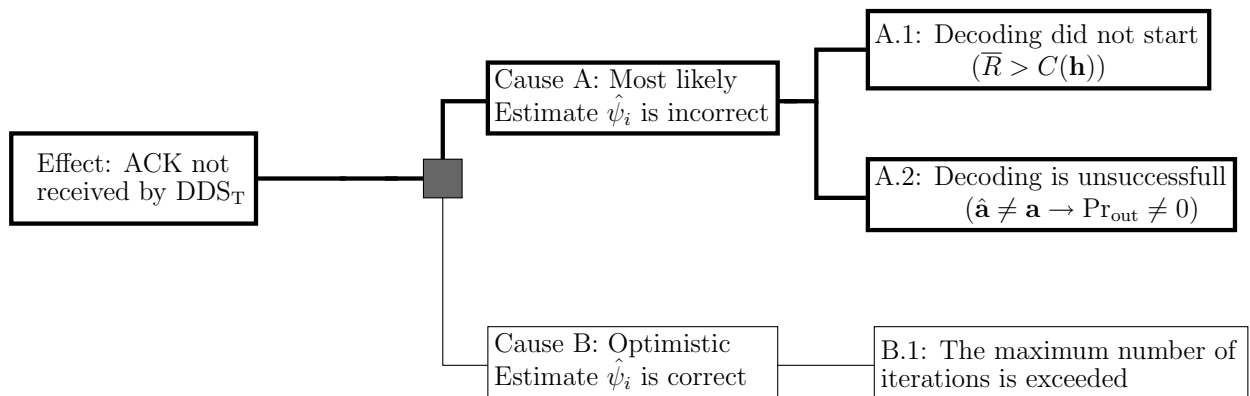 Effect: ACK not
received by DDS_T
Cause A: Most likely
Estimate ψ̂_i is incorrect
A.1: Decoding did not start
(R̅ > C(𝐡))
A.2: Decoding is unsuccessfull
(𝐚̂ ≠ 𝐚 → Pr_out ≠ 0)
Cause B: Optimistic
Estimate ψ̂_i is correct
B.1: The maximum number of
iterations is exceeded